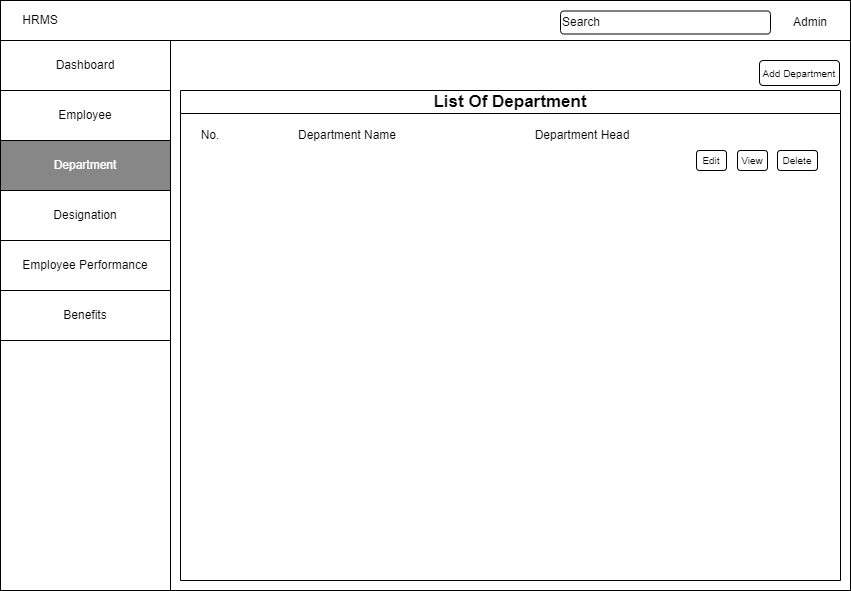 HRMS
Search
Admin
Dashboard
Employee
Department
Designation
Employee Performance
Benefits
Add Department
List Of Department
No. Department Name Department Head
Edit View Delete